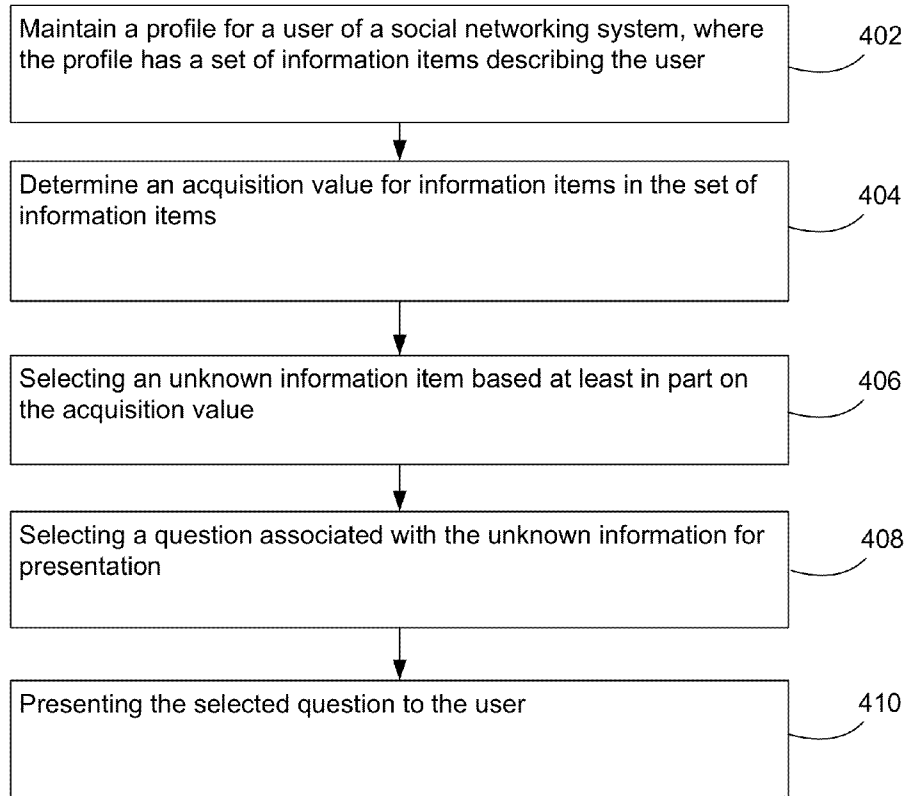 Maintain a profile for a user of a social networking system, where
the profile has a set of information items describing the user
402
Determine an acquisition value for information items in the set of
information items
404
Selecting an unknown information item based at least in part on
the acquisition value
406
Selecting a question associated with the unknown information for
presentation
408
Presenting the selected question to the user
410